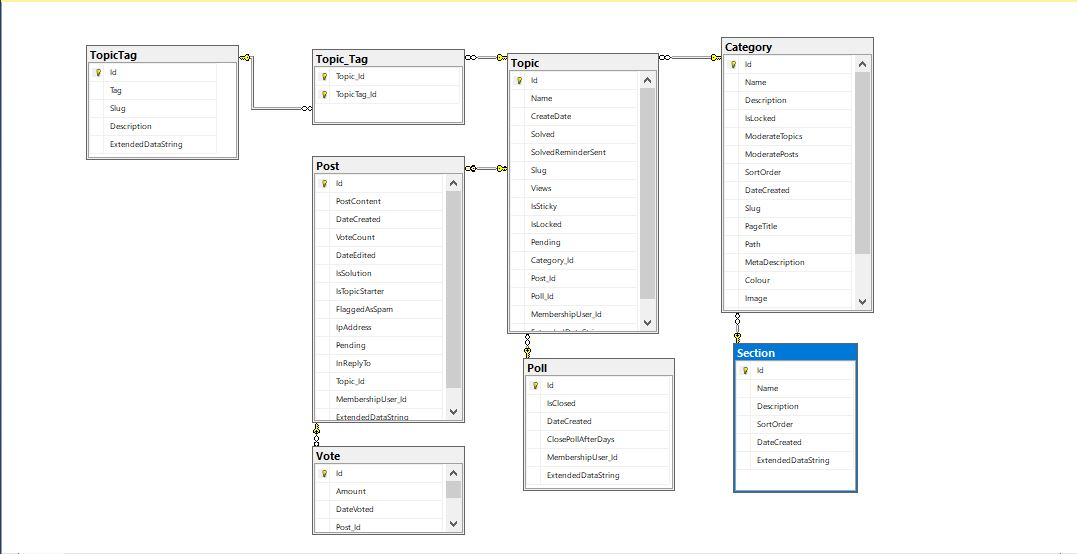 TopicTag
Id
Tag
Slug
Description
ExtendedDataString
Topic_Tag
Topic_Id
TopicTag_Id
Post
Id
PostContent
DateCreated
VoteCount
DateEdited
IsSolution
IsTopicStarter
FlaggedAsSpam
IpAddress
Pending
InReplyTo
Topic_Id
MembershipUser_Id
ExtendedDataString
Vote
Id
Amount
DateVoted
Post_Id
Topic
Id
Name
CreateDate
Solved
SolvedReminderSent
Slug
Views
IsSticky
IsLocked
Pending
Category_Id
Post_Id
Poll_Id
MembershipUser_Id
ExtendedDataString
Poll
Id
IsClosed
DateCreated
ClosePollAfterDays
MembershipUser_Id
ExtendedDataString
Category
Id
Name
Description
IsLocked
ModerateTopics
ModeratePosts
SortOrder
DateCreated
Slug
PageTitle
Path
MetaDescription
Colour
Image
Section
Id
Name
Description
SortOrder
DateCreated
ExtendedDataString